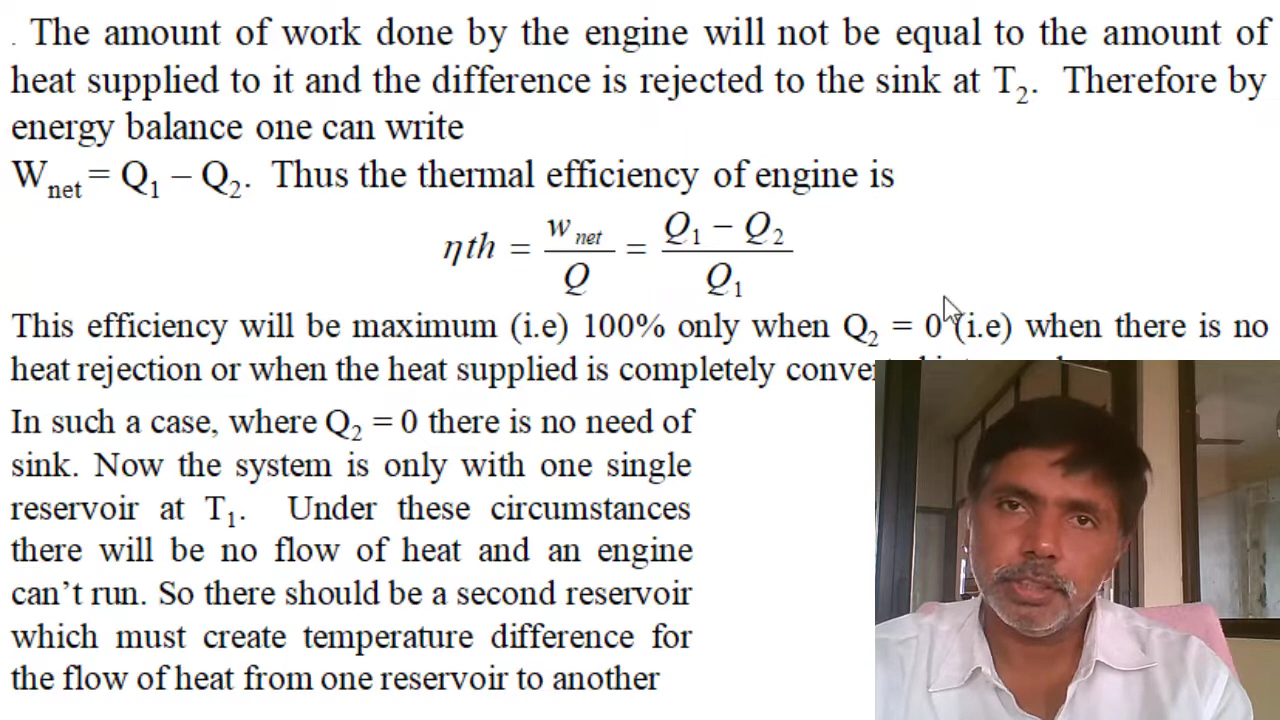 . The amount of work done by the engine will not be equal to the amount of
heat supplied to it and the difference is rejected to the sink at T₂. Therefore by
energy balance one can write
W_net = Q₁ – Q₂. Thus the thermal efficiency of engine is
ηth = w_net / Q = (Q₁ − Q₂) / Q₁
This efficiency will be maximum (i.e) 100% only when Q₂ = 0 (i.e) when there is no
heat rejection or when the heat supplied is completely
In such a case, where Q₂ = 0 there is no need of
sink. Now the system is only with one single
reservoir at T₁. Under these circumstances
there will be no flow of heat and an engine
can’t run. So there should be a second reservoir
which must create temperature difference for
the flow of heat from one reservoir to another